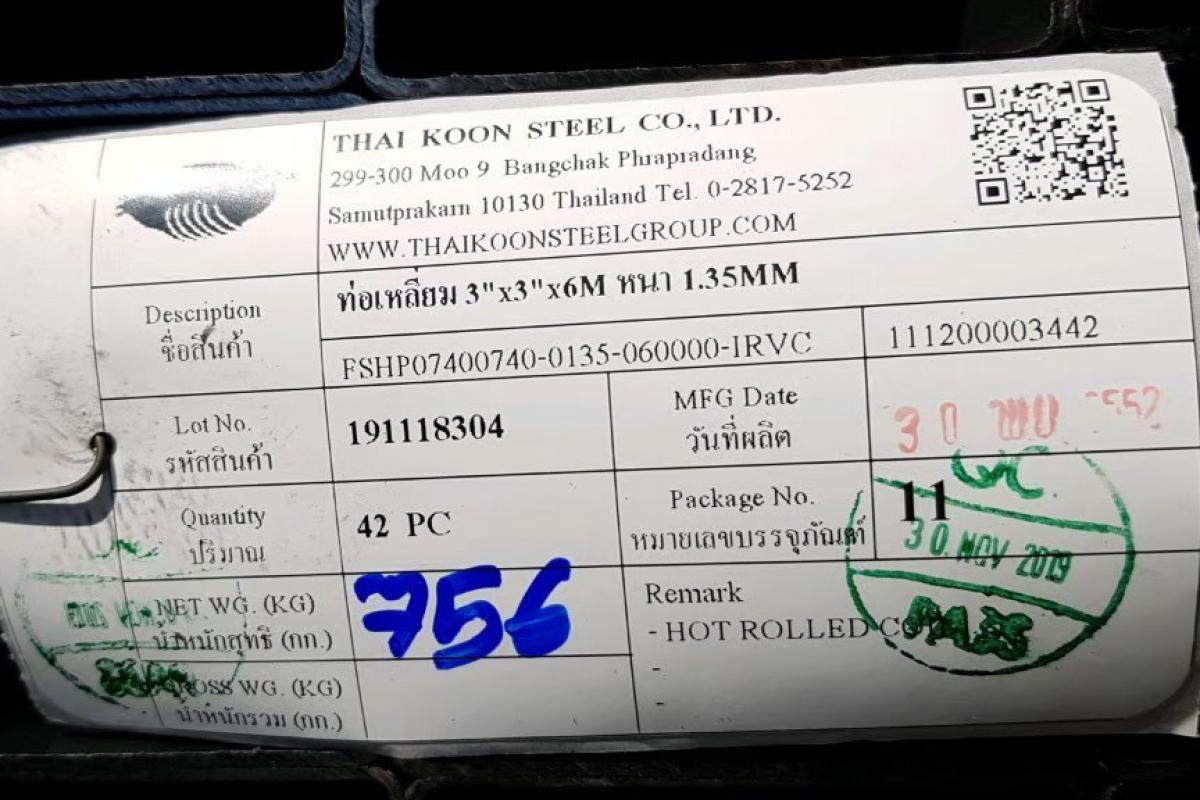 THAI KOON STEEL CO., LTD.
299-300 Moo 9 Bangchak Phrapradang
Samutprakarn 10130 Thailand Tel. 0-2817-5252
WWW.THAIKOONSTEELGROUP.COM
Description
ชื่อสินค้า
ท่อเหลี่ยม 3"x3"x6M หนา 1.35MM
FSHP07400740-0135-060000-IRVC
111200003442
Lot No.
รหัสสินค้า
191118304
MFG Date
วันที่ผลิต
30 พย 552
Quantity
ปริมาณ
42 PC
Package No.
หมายเลขบรรจุภัณฑ์
11
QC
30 NOV 2019
PASS
NET WG. (KG)
น้ำหนักสุทธิ (กก.)
756
Remark
- HOT ROLLED
-
-
GROSS WG. (KG)
น้ำหนักรวม (กก.)